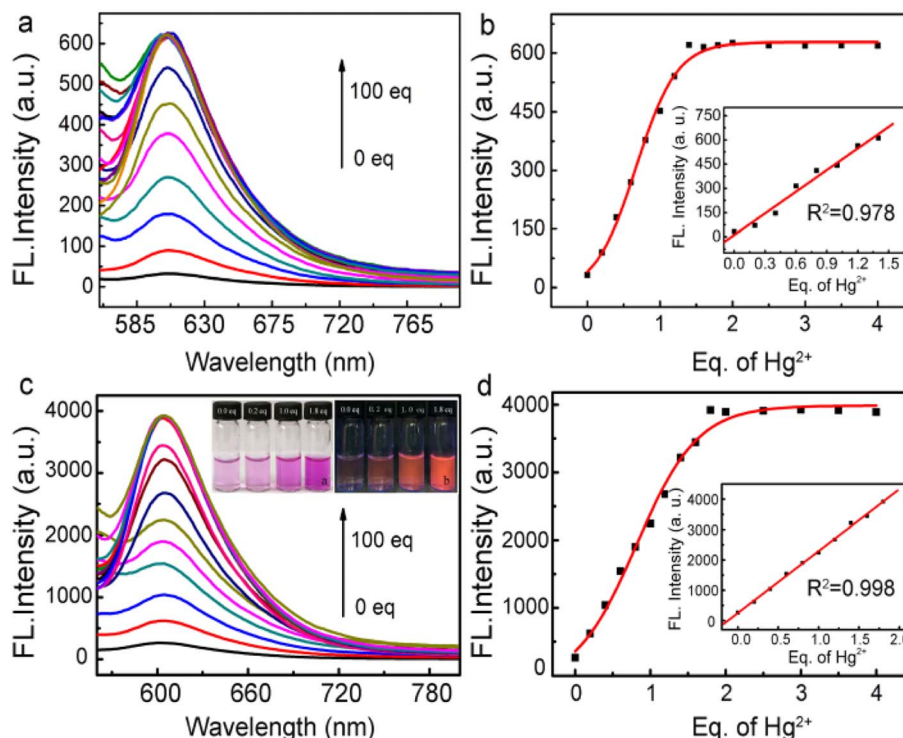 a
FL.Intensity (a.u.)
600
500
400
300
200
100
0
100 eq
0 eq
585 630 675 720 765
Wavelength (nm)
b
FL.Intensity (a.u.)
600
450
300
150
0
0 1 2 3 4
Eq. of Hg²⁺
FL. Intensity (a. u.)
750
600
450
300
150
0
R²=0.978
0.0 0.3 0.6 0.9 1.2 1.5
Eq. of Hg²⁺
c
FL.Intensity (a.u.)
4000
3000
2000
1000
0
0.0 eq 0.2 eq 1.0 eq 1.8 eq
a
0.0 eq 0.2 eq 1.0 eq 1.8 eq
b
100 eq
0 eq
600 660 720 780
Wavelength (nm)
d
FL.Intensity (a.u.)
4000
3000
2000
1000
0
0 1 2 3 4
Eq. of Hg²⁺
FL. Intensity (a. u.)
4000
3000
2000
1000
0
R²=0.998
0.0 0.5 1.0 1.5 2.0
Eq. of Hg²⁺